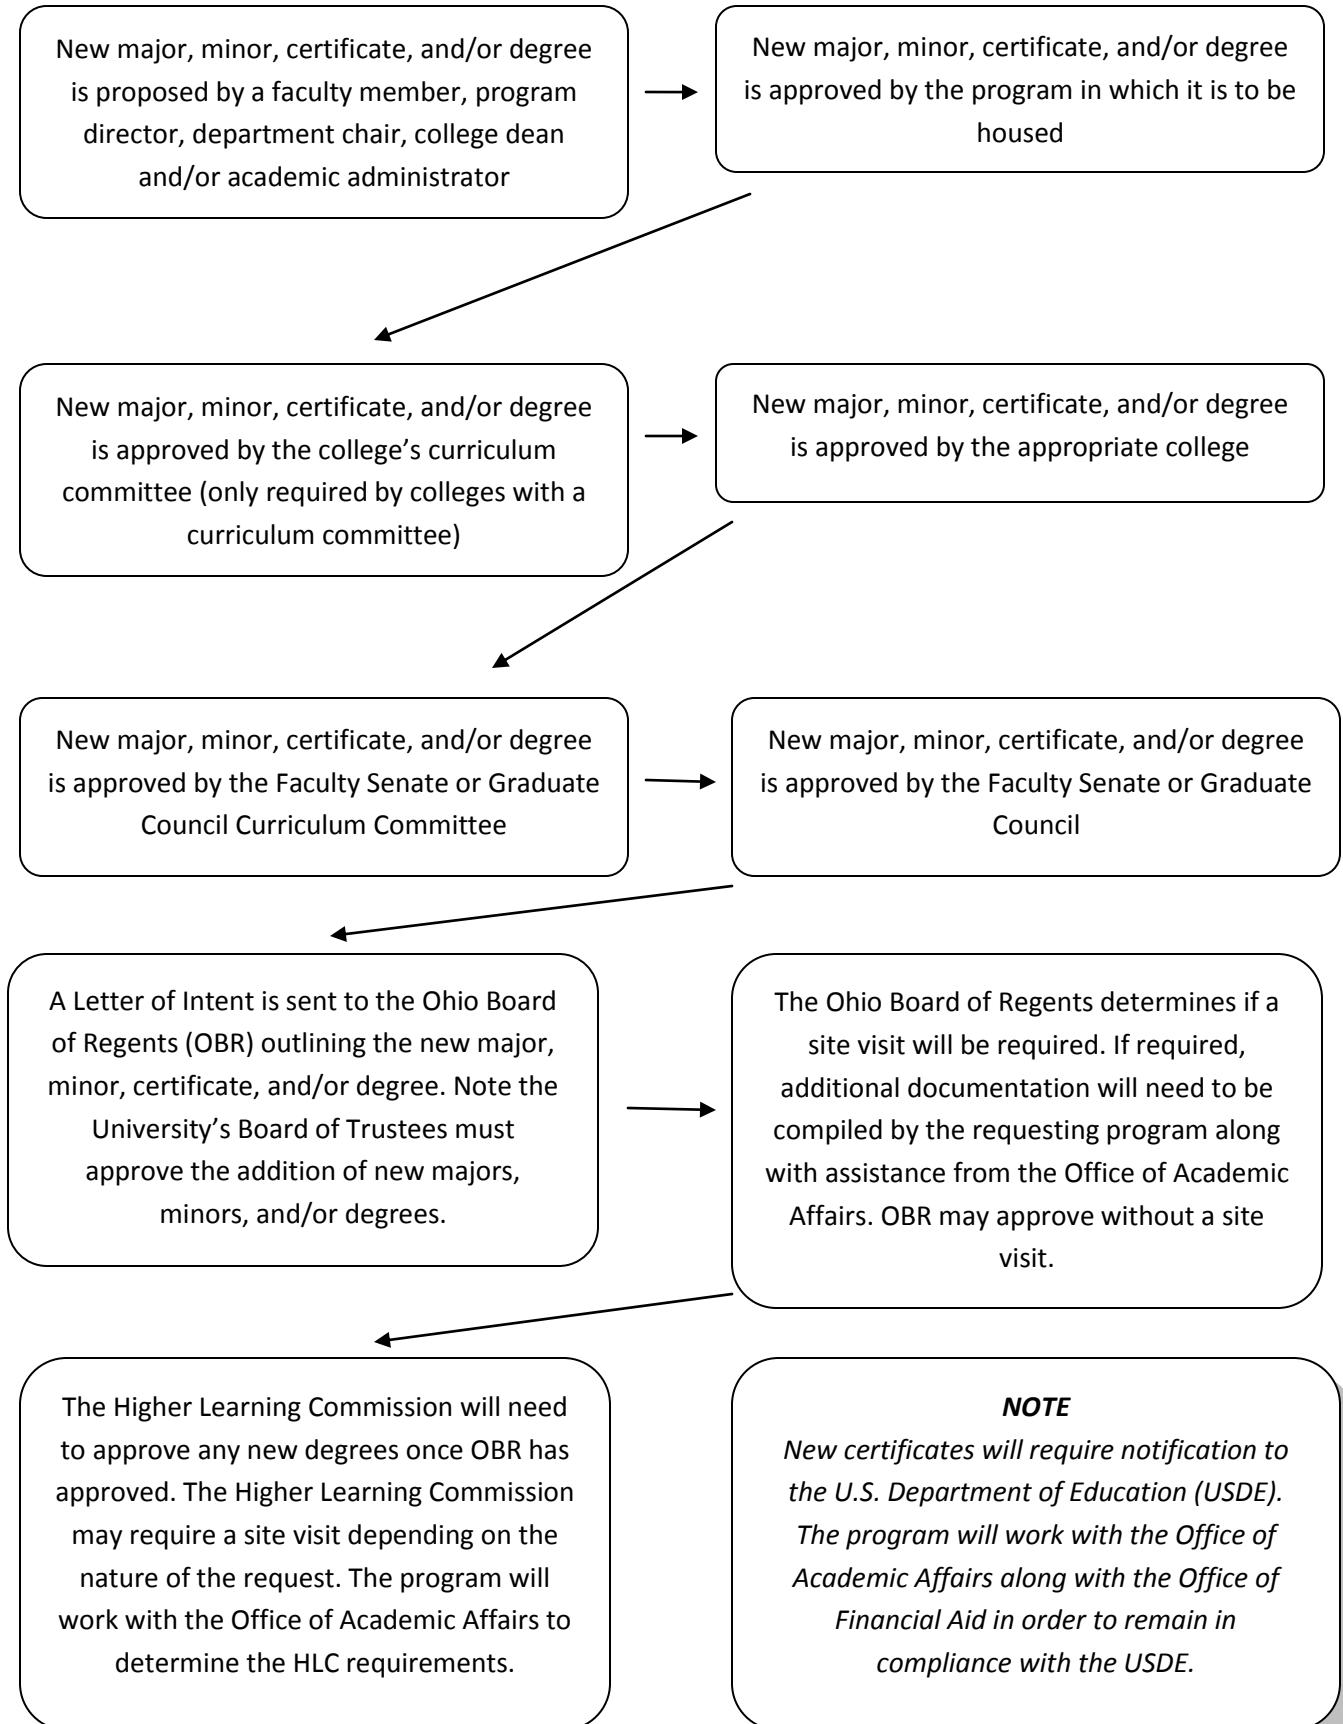 New major, minor, certificate, and/or degree
is proposed by a faculty member, program
director, department chair, college dean
and/or academic administrator
New major, minor, certificate, and/or degree
is approved by the program in which it is to be
housed
New major, minor, certificate, and/or degree
is approved by the college’s curriculum
committee (only required by colleges with a
curriculum committee)
New major, minor, certificate, and/or degree
is approved by the appropriate college
New major, minor, certificate, and/or degree
is approved by the Faculty Senate or Graduate
Council Curriculum Committee
New major, minor, certificate, and/or degree
is approved by the Faculty Senate or Graduate
Council
A Letter of Intent is sent to the Ohio Board
of Regents (OBR) outlining the new major,
minor, certificate, and/or degree. Note the
University’s Board of Trustees must
approve the addition of new majors,
minors, and/or degrees.
The Ohio Board of Regents determines if a
site visit will be required. If required,
additional documentation will need to be
compiled by the requesting program along
with assistance from the Office of Academic
Affairs. OBR may approve without a site
visit.
The Higher Learning Commission will need
to approve any new degrees once OBR has
approved. The Higher Learning Commission
may require a site visit depending on the
nature of the request. The program will
work with the Office of Academic Affairs to
determine the HLC requirements.
NOTE
New certificates will require notification to
the U.S. Department of Education (USDE).
The program will work with the Office of
Academic Affairs along with the Office of
Financial Aid in order to remain in
compliance with the USDE.